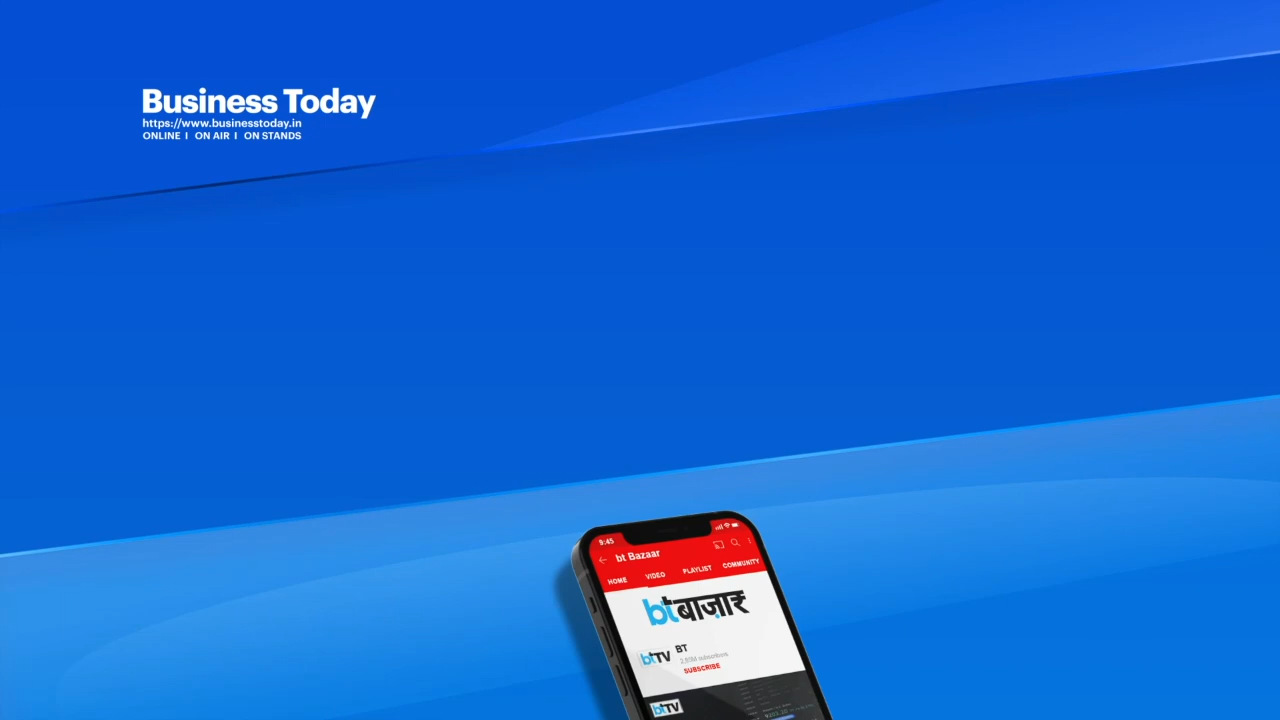 Business Today
https://www.businesstoday.in
ONLINE I ON AIR I ON STANDS
9:45
bt Bazaar
HOME VIDEO PLAYLIST COMMUNITY
btबाज़ार
btTV BT
subscribers
SUBSCRIBE
btTV